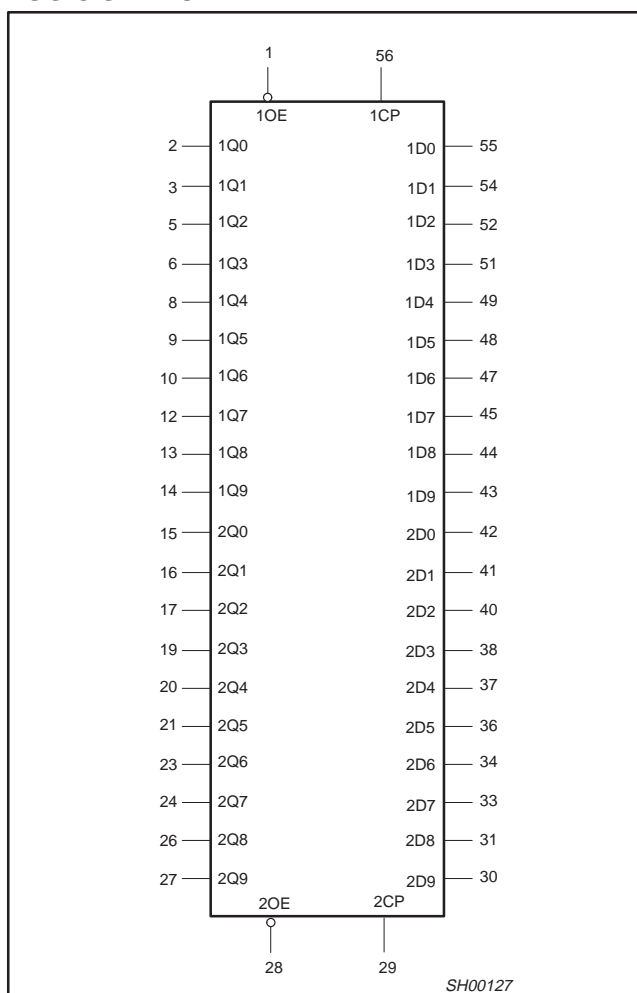 1 56
1OE 1CP
2 1Q0 1D0 55
3 1Q1 1D1 54
5 1Q2 1D2 52
6 1Q3 1D3 51
8 1Q4 1D4 49
9 1Q5 1D5 48
10 1Q6 1D6 47
12 1Q7 1D7 45
13 1Q8 1D8 44
14 1Q9 1D9 43
15 2Q0 2D0 42
16 2Q1 2D1 41
17 2Q2 2D2 40
19 2Q3 2D3 38
20 2Q4 2D4 37
21 2Q5 2D5 36
23 2Q6 2D6 34
24 2Q7 2D7 33
26 2Q8 2D8 31
27 2Q9 2D9 30
2OE 2CP
28 29
SH00127